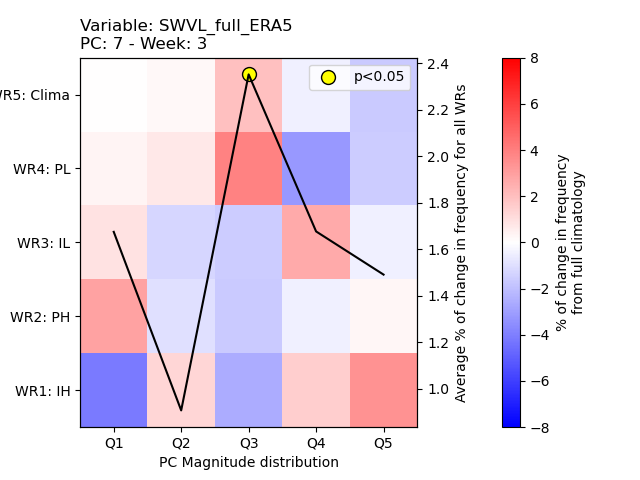 Variable: SWVL_full_ERA5
PC: 7 - Week: 3
p<0.05
WR5: Clima
WR4: PL
WR3: IL
WR2: PH
WR1: IH
Q1 Q2 Q3 Q4 Q5
PC Magnitude distribution
2.4
2.2
2.0
1.8
1.6
1.4
1.2
1.0
Average % of change in frequency for all WRs
8
6
4
2
0
−2
−4
−6
−8
% of change in frequency
from full climatology